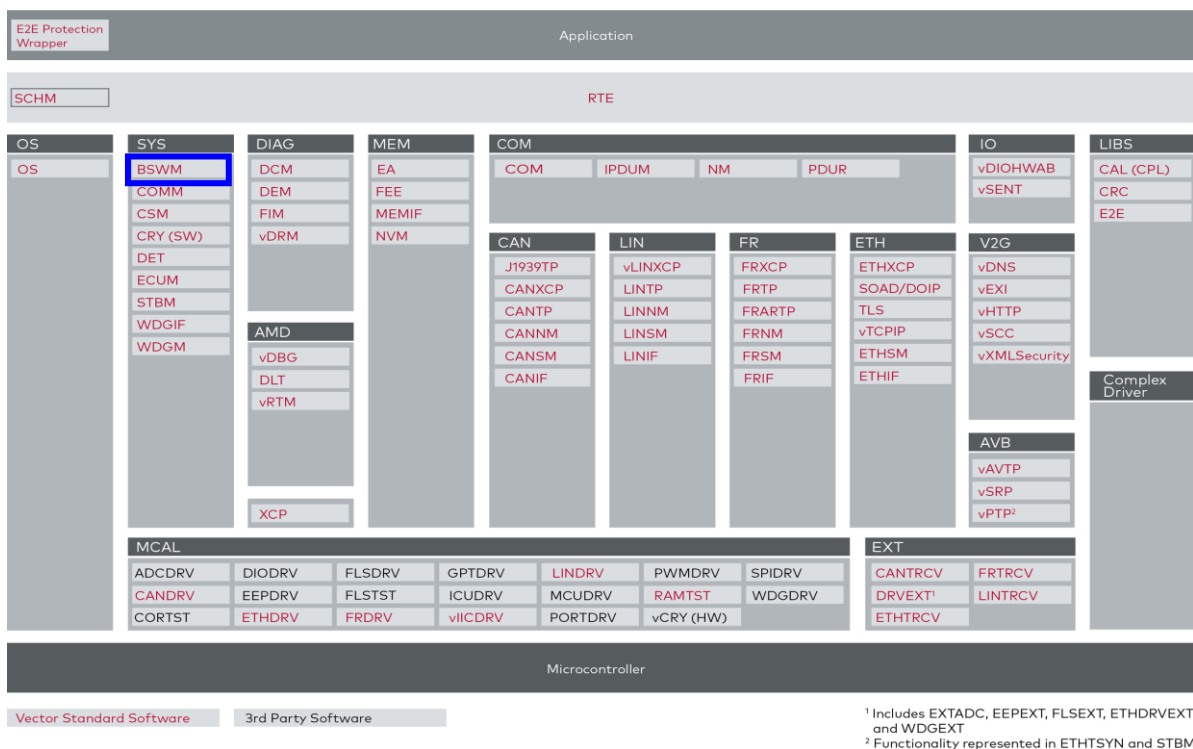 E2E Protection
Wrapper
Application
SCHM
RTE
OS
OS
SYS
BSWM
COMM
CSM
CRY (SW)
DET
ECUM
STBM
WDGIF
WDGM
DIAG
DCM
DEM
FIM
vDRM
AMD
vDBG
DLT
vRTM
XCP
MEM
EA
FEE
MEMIF
NVM
COM
COM
IPDUM
NM
PDUR
CAN
J1939TP
CANXCP
CANTP
CANNM
CANSM
CANIF
LIN
vLINXCP
LINTP
LINNM
LINSM
LINIF
FR
FRXCP
FRTP
FRARTP
FRNM
FRSM
FRIF
ETH
ETHXCP
SOAD/DOIP
TLS
vTCPIP
ETHSM
ETHIF
IO
vDIOHWAB
vSENT
V2G
vDNS
vEXI
vHTTP
vSCC
vXMLSecurity
AVB
vAVTP
vSRP
vPTP²
LIBS
CAL (CPL)
CRC
E2E
Complex
Driver
MCAL
ADCDRV DIODRV FLSDRV GPTDRV LINDRV PWMDRV SPIDRV
CANDRV EEPDRV FLSTST ICUDRV MCUDRV RAMTST WDGDRV
CORTST ETHDRV FRDRV vIICDRV PORTDRV vCRY (HW)
EXT
CANTRCV FRTRCV
DRVEXT¹ LINTRCV
ETHTRCV
Microcontroller
Vector Standard Software
3rd Party Software
¹ Includes EXTADC, EEPEXT, FLSEXT, ETHDRVEXT
and WDGEXT
² Functionality represented in ETHTSYN and STBM